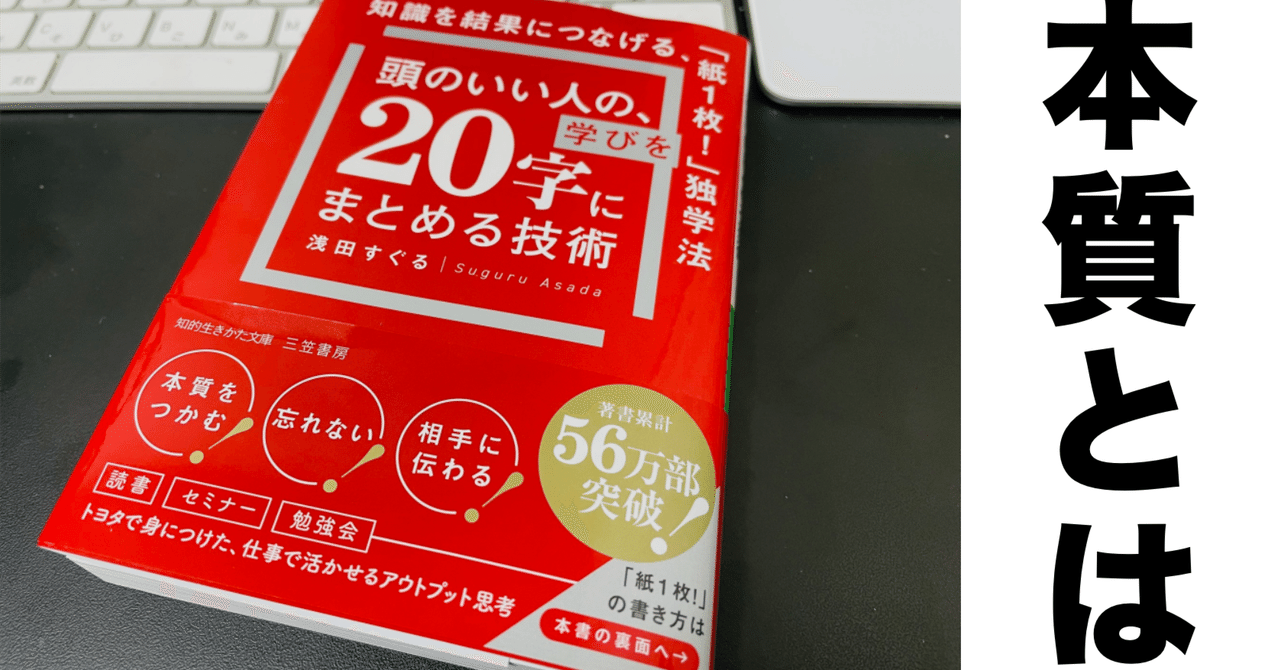 知識を結果につなげる、「紙1枚!」独学法
頭のいい人の、
学びを
20字に
まとめる技術
浅田すぐる | Suguru Asada
知的生きかた文庫 三笠書房
本質を
つかむ!
忘れない!
相手に
伝わる!
著書累計
56万部
突破!
読書
セミナー
勉強会
トヨタで身につけた、仕事で活かせるアウトプット思考
「紙1枚!」
の書き方は
本書の裏面へ→
本質とは
英数